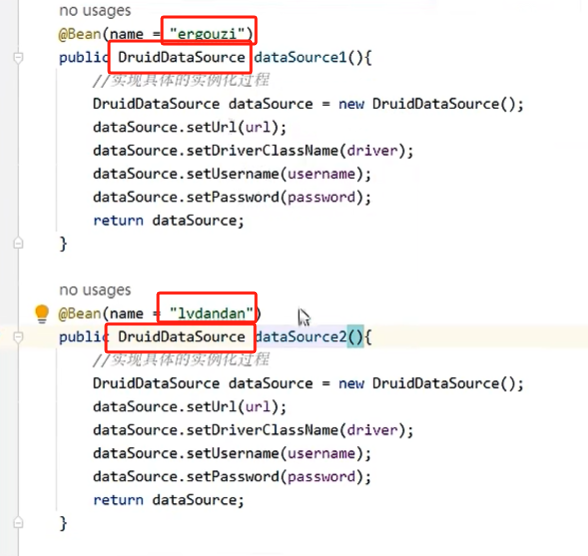 no usages
@Bean(name = "ergouzi")
public DruidDataSource dataSource1(){
//实现具体的实例化过程
DruidDataSource dataSource = new DruidDataSource();
dataSource.setUrl(url);
dataSource.setDriverClassName(driver);
dataSource.setUsername(username);
dataSource.setPassword(password);
return dataSource;
}
no usages
@Bean(name = "lvdandan")
public DruidDataSource dataSource2(){
//实现具体的实例化过程
DruidDataSource dataSource = new DruidDataSource();
dataSource.setUrl(url);
dataSource.setDriverClassName(driver);
dataSource.setUsername(username);
dataSource.setPassword(password);
return dataSource;
}